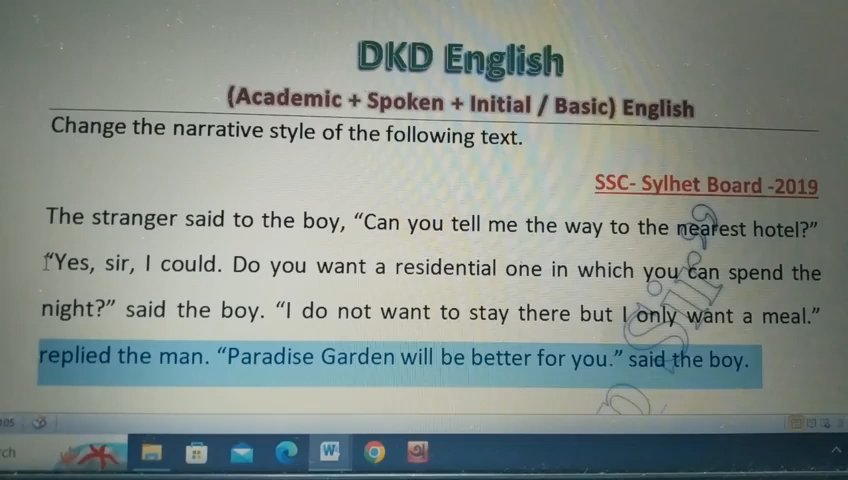 DKD English
(Academic + Spoken + Initial / Basic) English
Change the narrative style of the following text.
SSC- Sylhet Board -2019
The stranger said to the boy, “Can you tell me the way to the nearest hotel?”
“Yes, sir, I could. Do you want a residential one in which you can spend the
night?” said the boy. “I do not want to stay there but I only want a meal.”
replied the man. “Paradise Garden will be better for you.” said the boy.